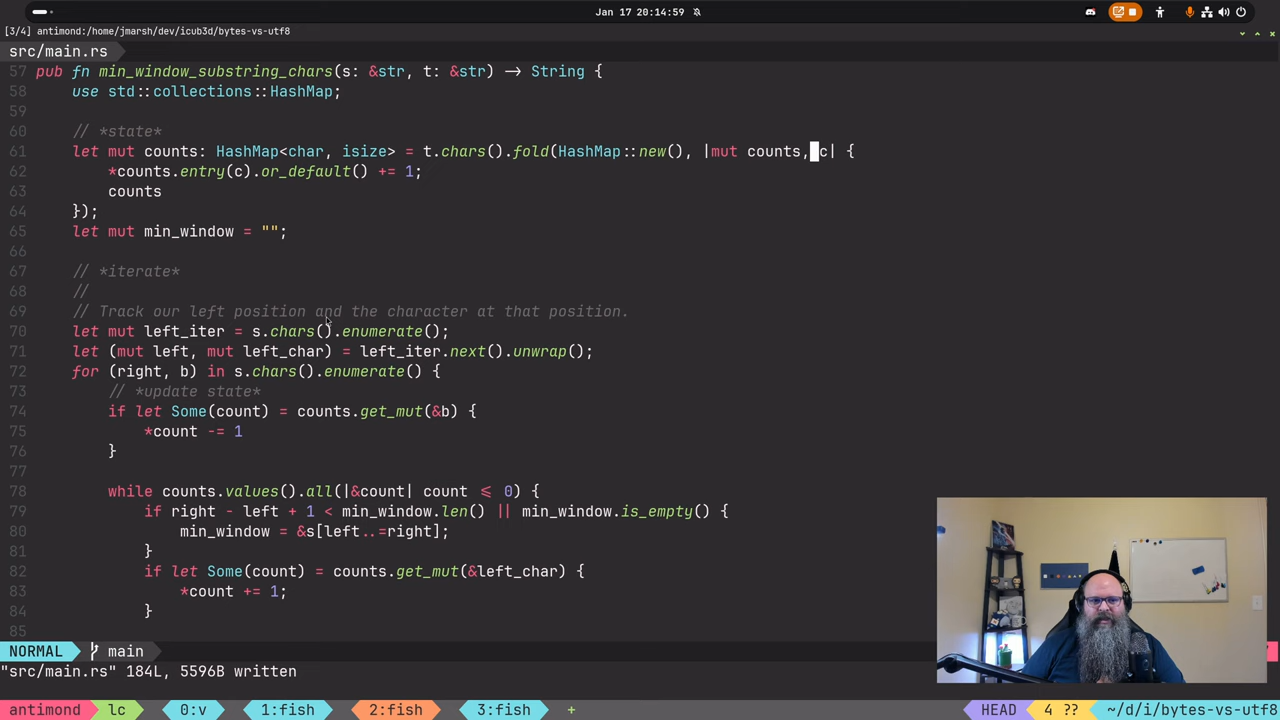 Jan 17 20:14:59
[3/4] antimond:/home/jmarsh/dev/icub3d/bytes-vs-utf8
src/main.rs
57 pub fn min_window_substring_chars(s: &str, t: &str) -> String {
58 use std::collections::HashMap;
59
60 // *state*
61 let mut counts: HashMap<char, isize> = t.chars().fold(HashMap::new(), |mut counts, c| {
62 *counts.entry(c).or_default() += 1;
63 counts
64 });
65 let mut min_window = "";
66
67 // *iterate*
68 //
69 // Track our left position and the character at that position.
70 let mut left_iter = s.chars().enumerate();
71 let (mut left, mut left_char) = left_iter.next().unwrap();
72 for (right, b) in s.chars().enumerate() {
73 // *update state*
74 if let Some(count) = counts.get_mut(&b) {
75 *count -= 1
76 }
77
78 while counts.values().all(|&count| count <= 0) {
79 if right - left + 1 < min_window.len() || min_window.is_empty() {
80 min_window = &s[left..=right];
81 }
82 if let Some(count) = counts.get_mut(&left_char) {
83 *count += 1;
84 }
85
NORMAL main
"src/main.rs" 184L, 5596B written
antimond lc 0:v 1:fish 2:fish 3:fish + HEAD 4 ?? ~/d/i/bytes-vs-utf8